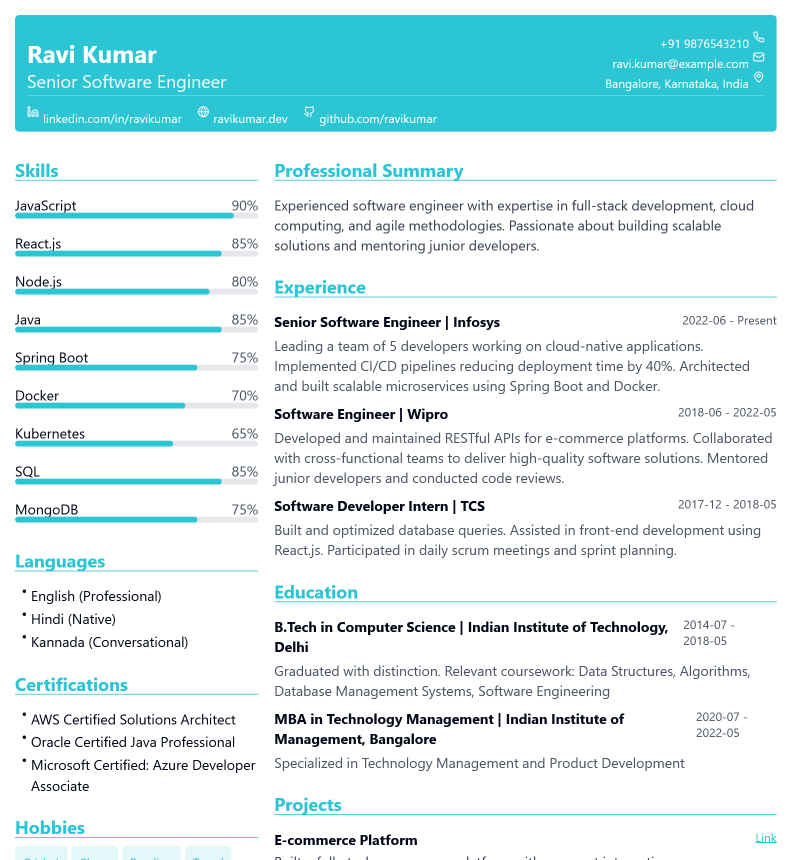 Ravi Kumar
Senior Software Engineer
+91 9876543210
ravi.kumar@example.com
Bangalore, Karnataka, India
linkedin.com/in/ravikumar
ravikumar.dev
github.com/ravikumar
Skills
JavaScript 90%
React.js 85%
Node.js 80%
Java 85%
Spring Boot 75%
Docker 70%
Kubernetes 65%
SQL 85%
MongoDB 75%
Languages
• English (Professional)
• Hindi (Native)
• Kannada (Conversational)
Certifications
• AWS Certified Solutions Architect
• Oracle Certified Java Professional
• Microsoft Certified: Azure Developer
Associate
Hobbies
Professional Summary
Experienced software engineer with expertise in full-stack development, cloud
computing, and agile methodologies. Passionate about building scalable
solutions and mentoring junior developers.
Experience
Senior Software Engineer | Infosys 2022-06 - Present
Leading a team of 5 developers working on cloud-native applications.
Implemented CI/CD pipelines reducing deployment time by 40%. Architected
and built scalable microservices using Spring Boot and Docker.
Software Engineer | Wipro 2018-06 - 2022-05
Developed and maintained RESTful APIs for e-commerce platforms. Collaborated
with cross-functional teams to deliver high-quality software solutions. Mentored
junior developers and conducted code reviews.
Software Developer Intern | TCS 2017-12 - 2018-05
Built and optimized database queries. Assisted in front-end development using
React.js. Participated in daily scrum meetings and sprint planning.
Education
B.Tech in Computer Science | Indian Institute of Technology, 2014-07 -
Delhi 2018-05
Graduated with distinction. Relevant coursework: Data Structures, Algorithms,
Database Management Systems, Software Engineering
MBA in Technology Management | Indian Institute of 2020-07 -
Management, Bangalore 2022-05
Specialized in Technology Management and Product Development
Projects
E-commerce Platform Link